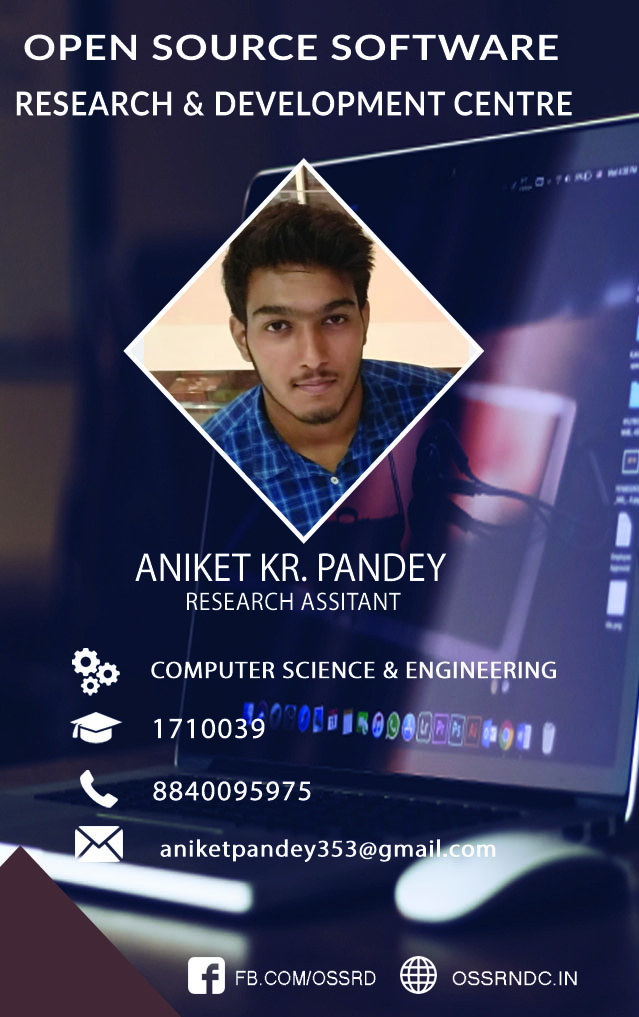 OPEN SOURCE SOFTWARE
RESEARCH & DEVELOPMENT CENTRE
ANIKET KR. PANDEY
RESEARCH ASSITANT
COMPUTER SCIENCE & ENGINEERING
1710039
8840095975
aniketpandey353@gmail.com
FB.COM/OSSRD
OSSRNDC.IN